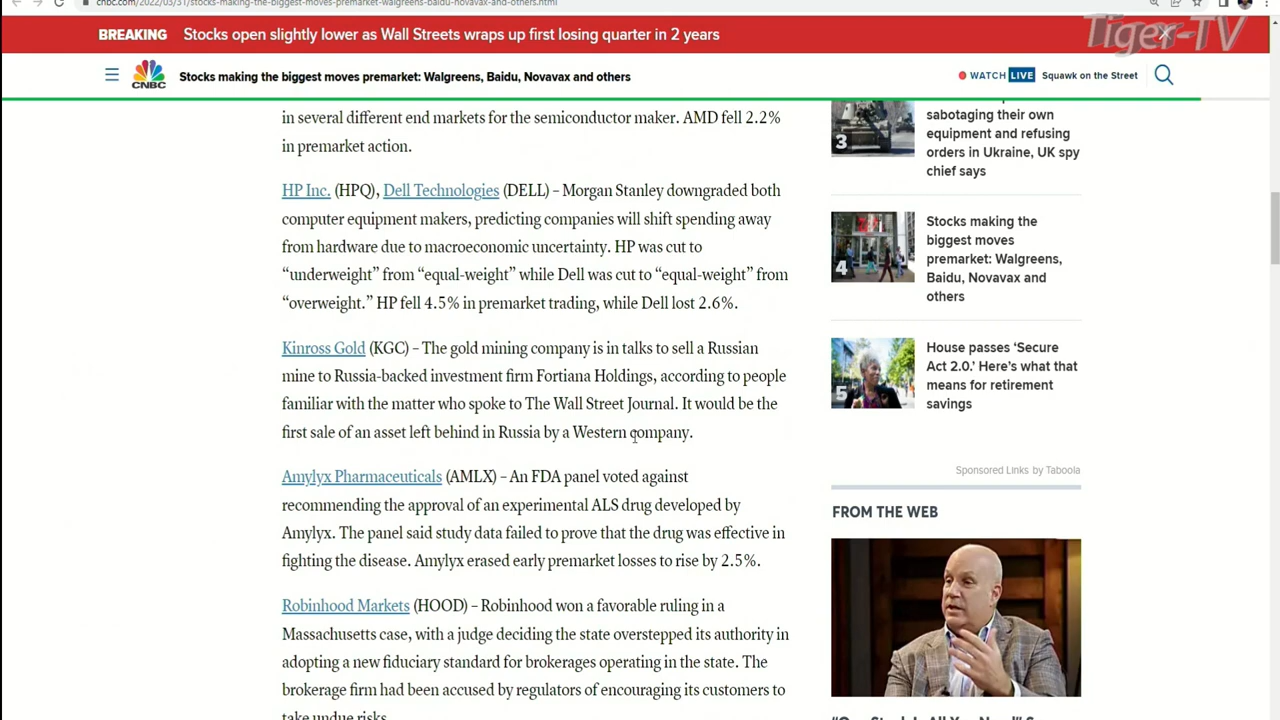 cnbc.com/2022/03/31/stocks-making-the-biggest-moves-premarket-walgreens-baidu-novavax-and-others.html
Tiger-TV
BREAKING Stocks open slightly lower as Wall Streets wraps up first losing quarter in 2 years
CNBC
Stocks making the biggest moves premarket: Walgreens, Baidu, Novavax and others
WATCH LIVE Squawk on the Street
in several different end markets for the semiconductor maker. AMD fell 2.2%
in premarket action.
HP Inc. (HPQ), Dell Technologies (DELL) – Morgan Stanley downgraded both
computer equipment makers, predicting companies will shift spending away
from hardware due to macroeconomic uncertainty. HP was cut to
“underweight” from “equal-weight” while Dell was cut to “equal-weight” from
“overweight.” HP fell 4.5% in premarket trading, while Dell lost 2.6%.
Kinross Gold (KGC) – The gold mining company is in talks to sell a Russian
mine to Russia-backed investment firm Fortiana Holdings, according to people
familiar with the matter who spoke to The Wall Street Journal. It would be the
first sale of an asset left behind in Russia by a Western company.
Amylyx Pharmaceuticals (AMLX) – An FDA panel voted against
recommending the approval of an experimental ALS drug developed by
Amylyx. The panel said study data failed to prove that the drug was effective in
fighting the disease. Amylyx erased early premarket losses to rise by 2.5%.
Robinhood Markets (HOOD) – Robinhood won a favorable ruling in a
Massachusetts case, with a judge deciding the state overstepped its authority in
adopting a new fiduciary standard for brokerages operating in the state. The
brokerage firm had been accused by regulators of encouraging its customers to
take undue risks.
3
sabotaging their own
equipment and refusing
orders in Ukraine, UK spy
chief says
4
Stocks making the
biggest moves
premarket: Walgreens,
Baidu, Novavax and
others
5
House passes ‘Secure
Act 2.0.’ Here’s what that
means for retirement
savings
Sponsored Links by Taboola
FROM THE WEB